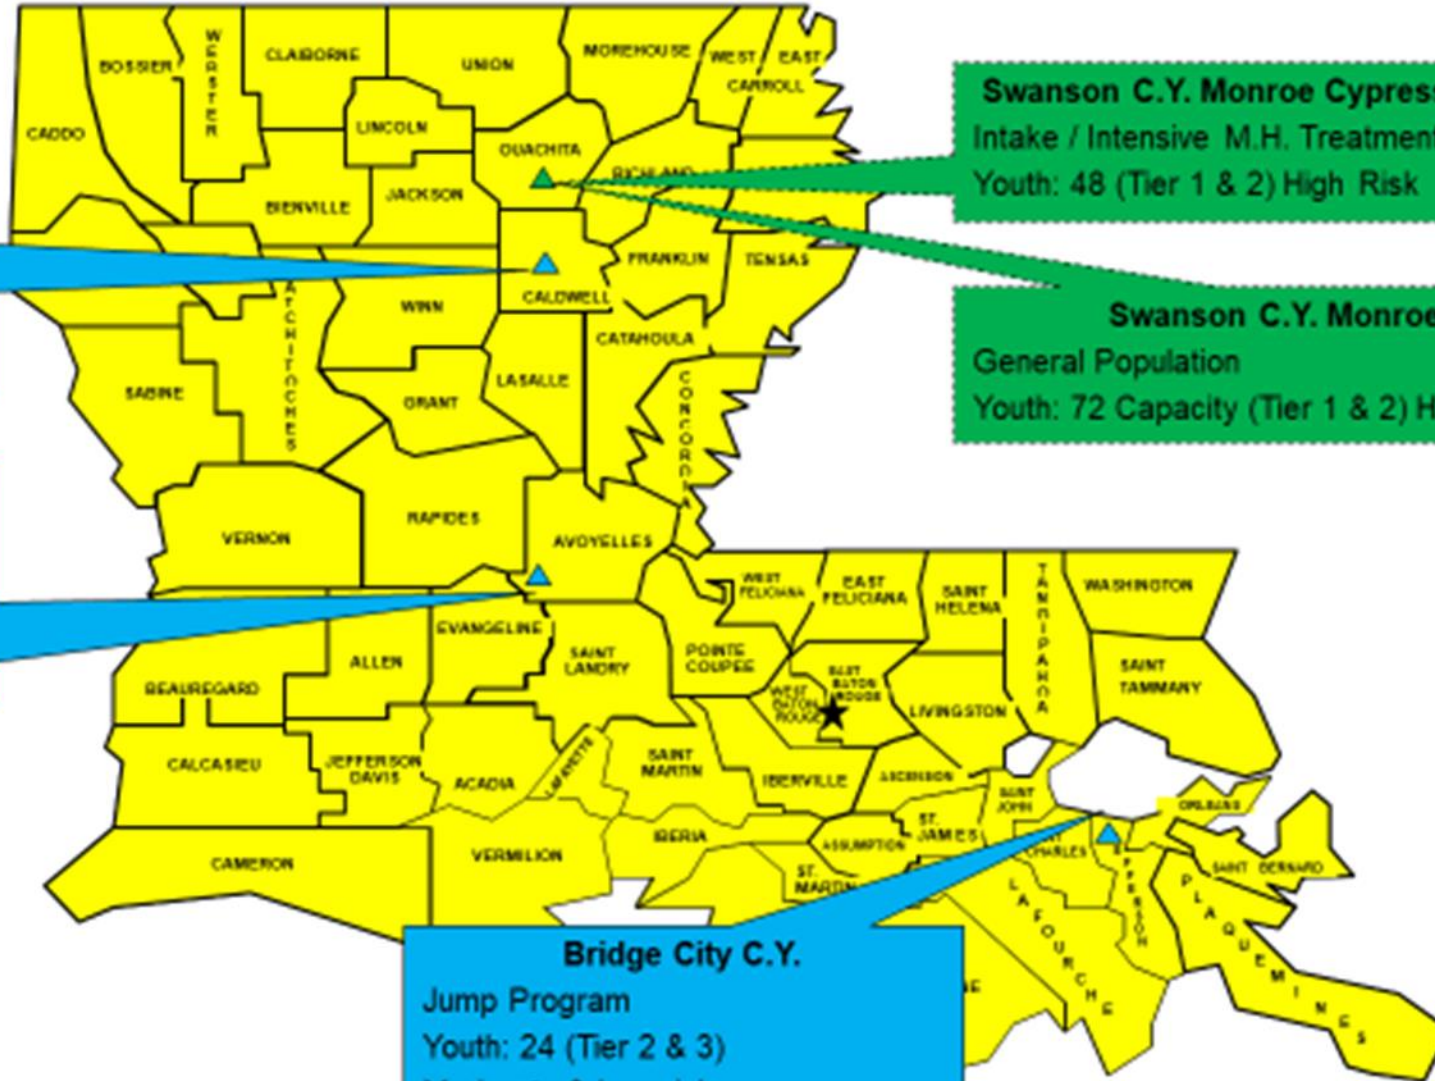 WERSTER
BOSSIER
CLAIBORNE
UNION
MOREHOUSE
WEST
EAST
CARROLL
CADDO
LINCOLN
OUACHITA
RICHLAND
BIENVILLE
JACKSON
Swanson C.Y. Monroe Cypress
Intake / Intensive M.H. Treatment
Youth: 48 (Tier 1 & 2) High Risk
FRANKLIN
TENSAS
CALDWELL
WINN
ATCHITOCHES
CATAHOULA
Swanson C.Y. Monroe
General Population
Youth: 72 Capacity (Tier 1 & 2) H
SABINE
GRANT
LASALLE
CONCORDIA
VERNON
RAPIDES
AVOYELLES
WEST
FELICIANA
EAST
FELICIANA
SAINT
HELENA
TANGIPAHOA
WASHINGTON
EVANGELINE
ALLEN
SAINT
LANDRY
POINTE
COUPEE
EAST
BATON
ROUGE
WEST
BATON
ROUGE
SAINT
TAMMANY
BEAUREGARD
LIVINGSTON
CALCASIEU
JEFFERSON
DAVIS
ACADIA
LAFAYETTE
SAINT
MARTIN
IBERVILLE
ASCENSION
SAINT
JOHN
ORLEANS
CAMERON
VERMILION
IBERIA
ASSUMPTION
ST.
JAMES
CHARLES
ST.
MARTIN
SAINT BERNARD
LAFOURCHE
PLAQUEMINES
Bridge City C.Y.
Jump Program
Youth: 24 (Tier 2 & 3)